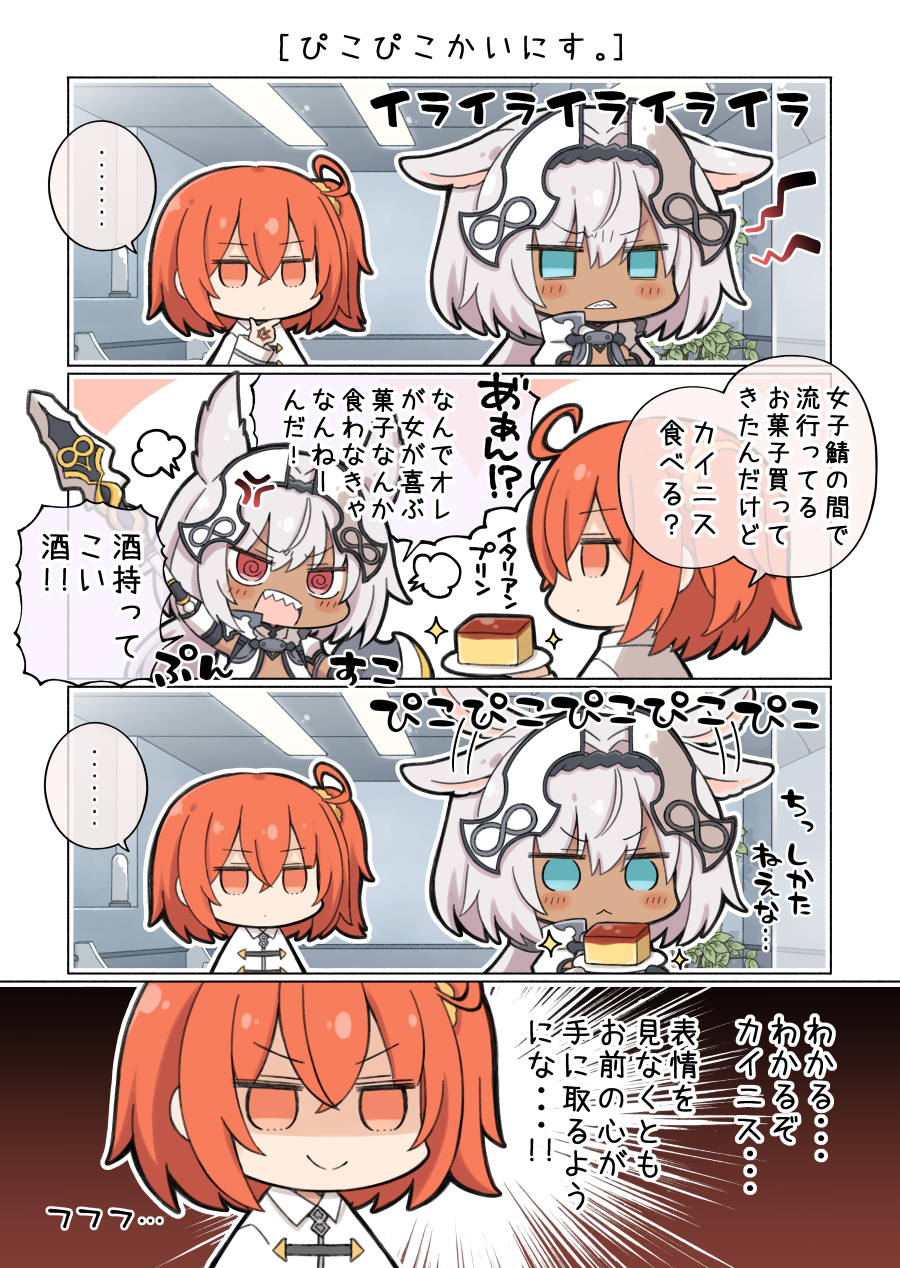 [ぴこぴこかいにす。]
イライライライライラ
・・・・・・・
女子鯖の間で
流行ってる
お菓子買って
きたんだけど
カイニス
食べる？
あぁん!?
イタリアン
プリン
なんでオレ
が女が喜ぶ
菓子なんか
食わなきゃ
なんねー
んだ！
酒持って
こい
酒!!
ぷんすこ
ぴこぴこぴこぴこぴこ
・・・・・・・
ちっ
しかた
ねえな…
わかる・・・
わかるぞ
カイニス・・・
表情を
見なくとも
お前の心が
手に取るよう
にな・・・!!
フフフ…